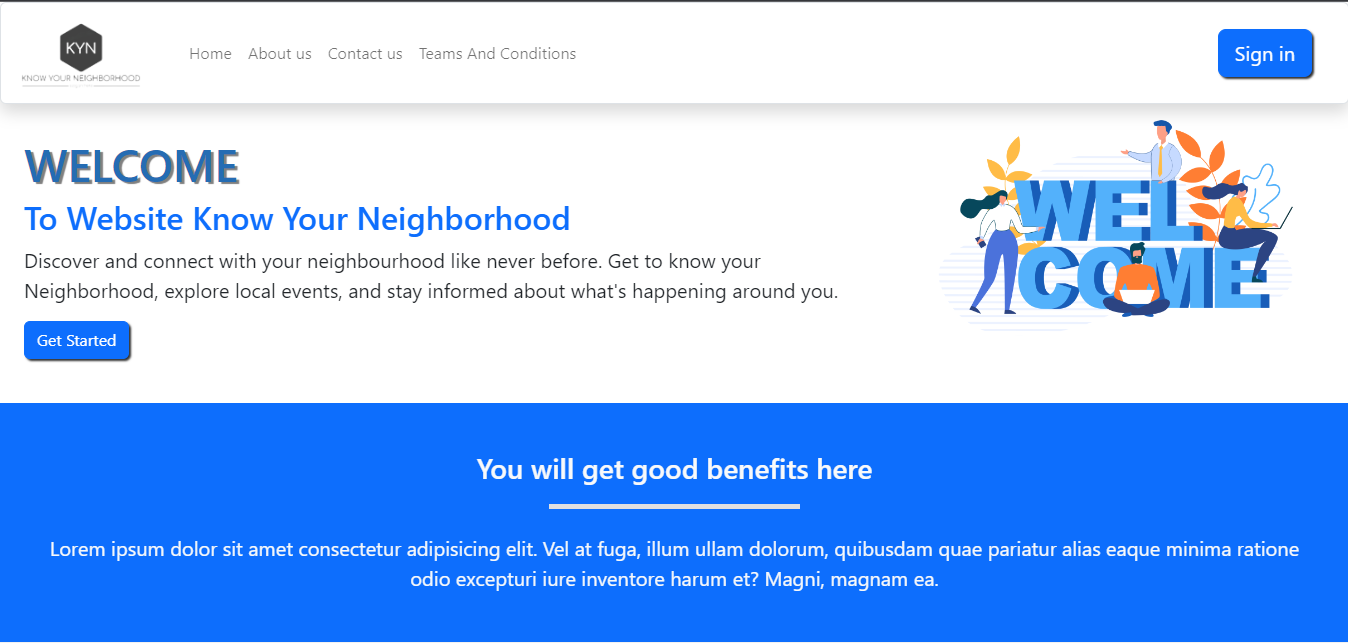 KYN
KNOW YOUR NEIGHBORHOOD
Home About us Contact us Teams And Conditions
Sign in
WELCOME
To Website Know Your Neighborhood
Discover and connect with your neighbourhood like never before. Get to know your
Neighborhood, explore local events, and stay informed about what's happening around you.
Get Started
WEL
COME
You will get good benefits here
Lorem ipsum dolor sit amet consectetur adipisicing elit. Vel at fuga, illum ullam dolorum, quibusdam quae pariatur alias eaque minima ratione
odio excepturi iure inventore harum et? Magni, magnam ea.